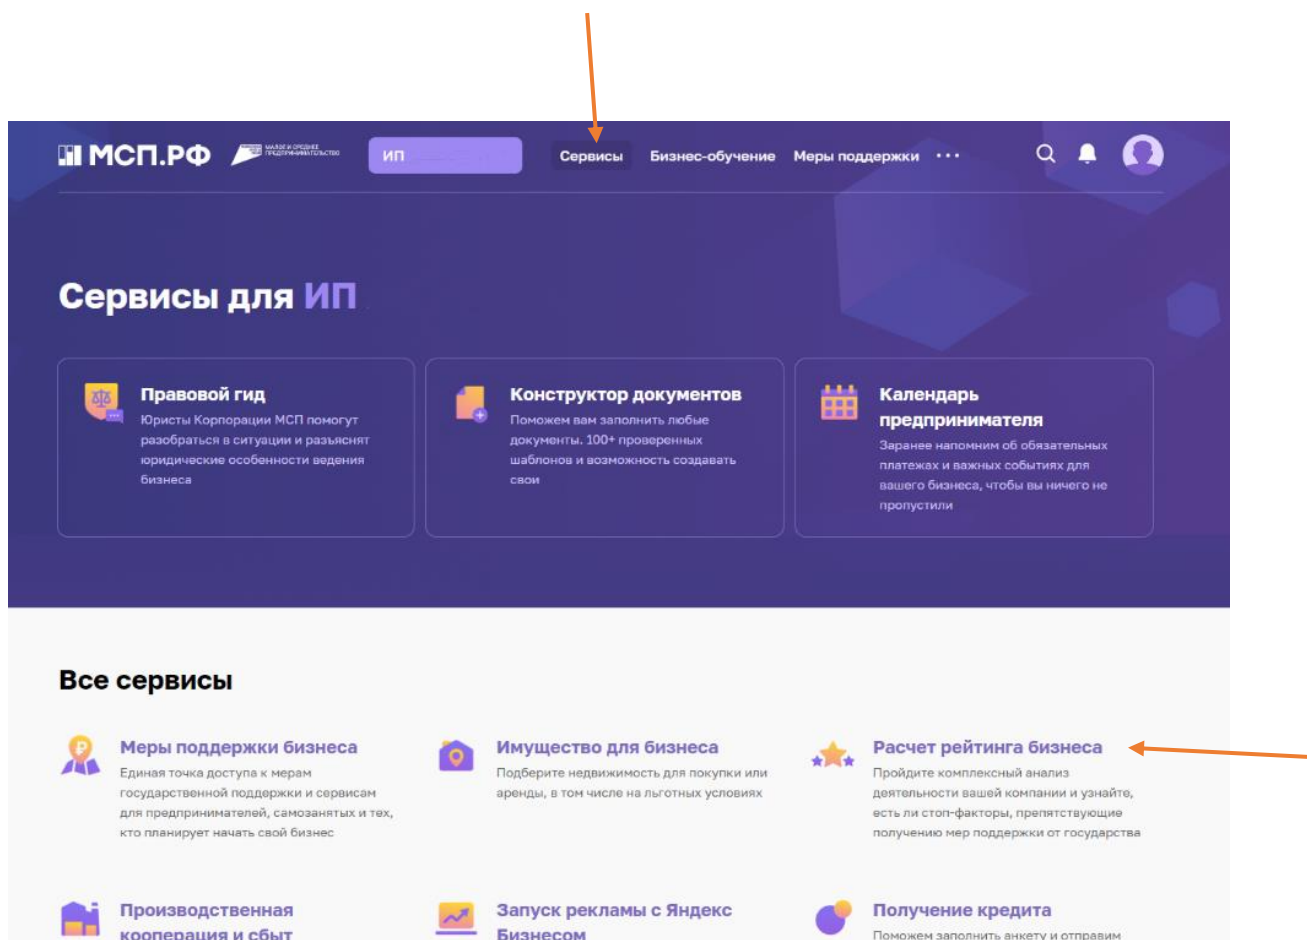 МСП.РФ
МАЛОЕ И СРЕДНЕЕ
ПРЕДПРИНИМАТЕЛЬСТВО
ИП
Сервисы
Бизнес-обучение
Меры поддержки
Сервисы для ИП
Правовой гид
Юристы Корпорации МСП помогут
разобраться в ситуации и разъяснят
юридические особенности ведения
бизнеса
Конструктор документов
Поможем вам заполнить любые
документы. 100+ проверенных
шаблонов и возможность создавать
свои
Календарь
предпринимателя
Заранее напомним об обязательных
платежах и важных событиях для
вашего бизнеса, чтобы вы ничего не
пропустили
Все сервисы
Меры поддержки бизнеса
Единая точка доступа к мерам
государственной поддержки и сервисам
для предпринимателей, самозанятых и тех,
кто планирует начать свой бизнес
Имущество для бизнеса
Подберите недвижимость для покупки или
аренды, в том числе на льготных условиях
Расчет рейтинга бизнеса
Пройдите комплексный анализ
деятельности вашей компании и узнайте,
есть ли стоп-факторы, препятствующие
получению мер поддержки от государства
Производственная
кооперация и сбыт
Запуск рекламы с Яндекс
Бизнесом
Получение кредита
Поможем заполнить анкету и отправим